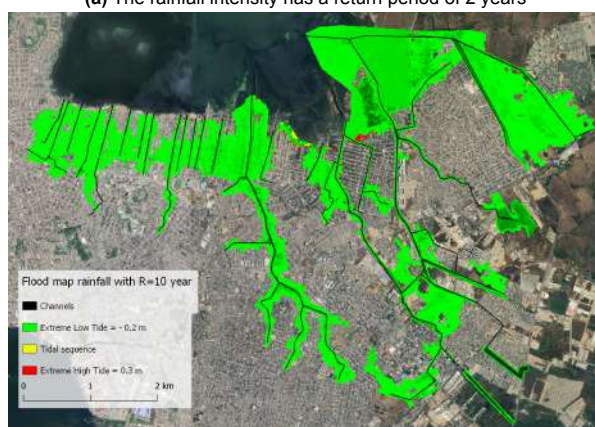 (a) The rainfall intensity has a return period of 2 years
Flood map rainfall with R=10 year
Channels
Extreme Low Tide = - 0.2 m
Tidal sequence
Extreme High Tide = 0.3 m
0 1 2 km